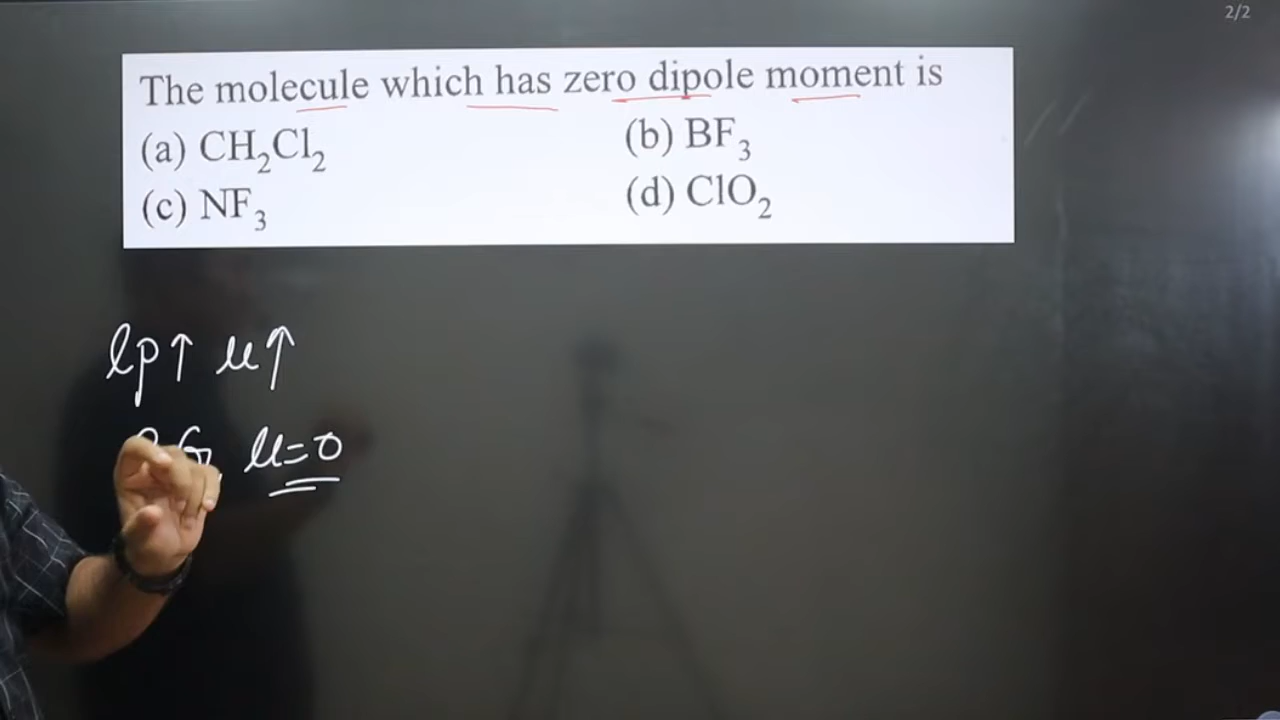 2/2
The molecule which has zero dipole moment is
(a) CH₂Cl₂ (b) BF₃
(c) NF₃ (d) ClO₂
lp↑ μ↑
μ=0